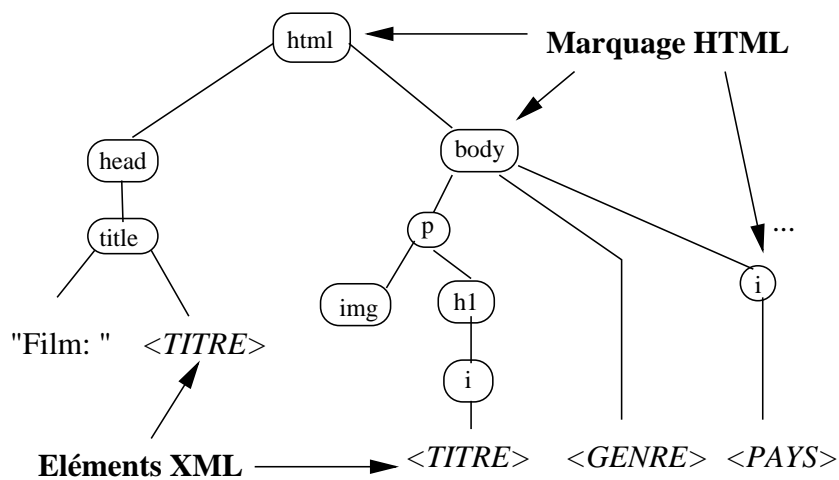 html Marquage HTML
head body
title p ...
img h1 i
"Film: " <TITRE> i
Eléments XML <TITRE> <GENRE> <PAYS>